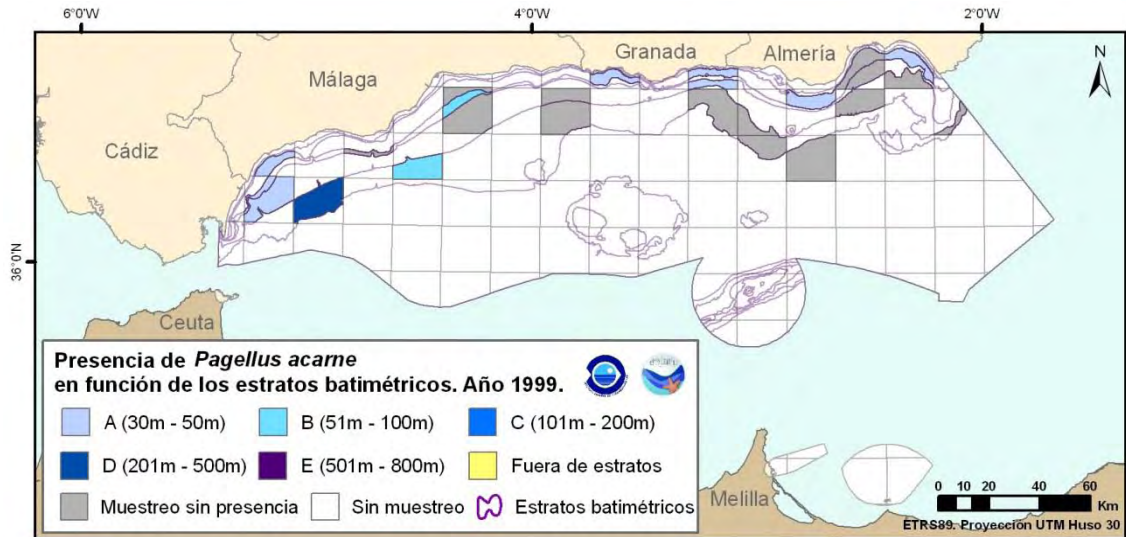 6°0'O 4°0'O 2°0'O
Granada Almería
N
Málaga
Cádiz
36°0'N
Ceuta
Presencia de Pagellus acarne
en función de los estratos batimétricos. Año 1999.
A (30m - 50m) B (51m - 100m) C (101m - 200m)
D (201m - 500m) E (501m - 800m) Fuera de estratos
Muestreo sin presencia Sin muestreo Estratos batimétricos
Melilla
0 10 20 40 60
Km
ETRS89. Proyección UTM Huso 30